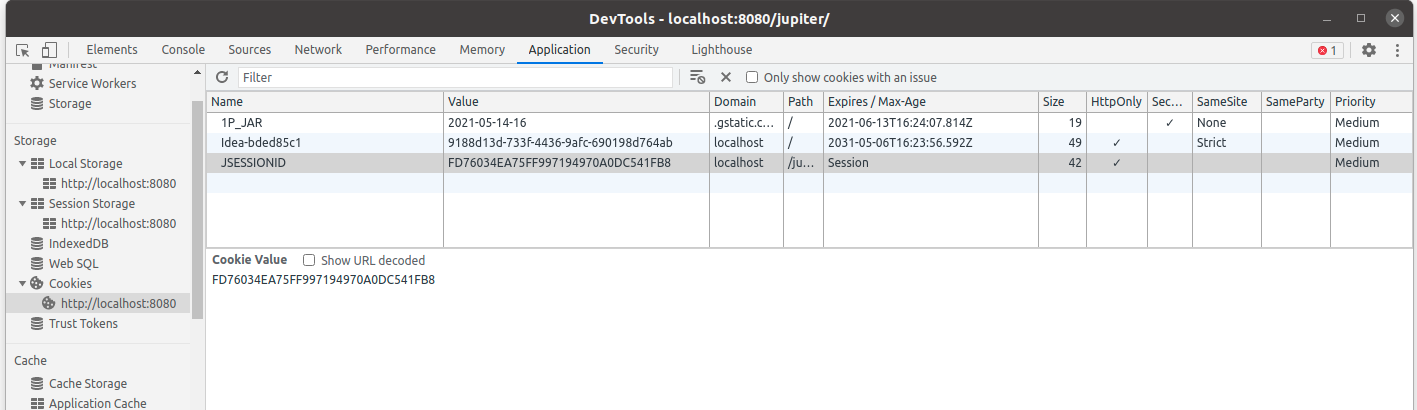 DevTools - localhost:8080/jupiter/
Elements Console Sources Network Performance Memory Application Security Lighthouse 1
Manifest
Service Workers
Storage
Storage
Local Storage
http://localhost:8080
Session Storage
http://localhost:8080
IndexedDB
Web SQL
Cookies
http://localhost:8080
Trust Tokens
Cache
Cache Storage
Application Cache
Filter Only show cookies with an issue
Name Value Domain Path Expires / Max-Age Size HttpOnly Sec... SameSite SameParty Priority
1P_JAR 2021-05-14-16 .gstatic.c... / 2021-06-13T16:24:07.814Z 19 ✓ None Medium
Idea-bded85c1 9188d13d-733f-4436-9afc-690198d764ab localhost / 2031-05-06T16:23:56.592Z 49 ✓ Strict Medium
JSESSIONID FD76034EA75FF997194970A0DC541FB8 localhost /ju... Session 42 ✓ Medium
Cookie Value Show URL decoded
FD76034EA75FF997194970A0DC541FB8